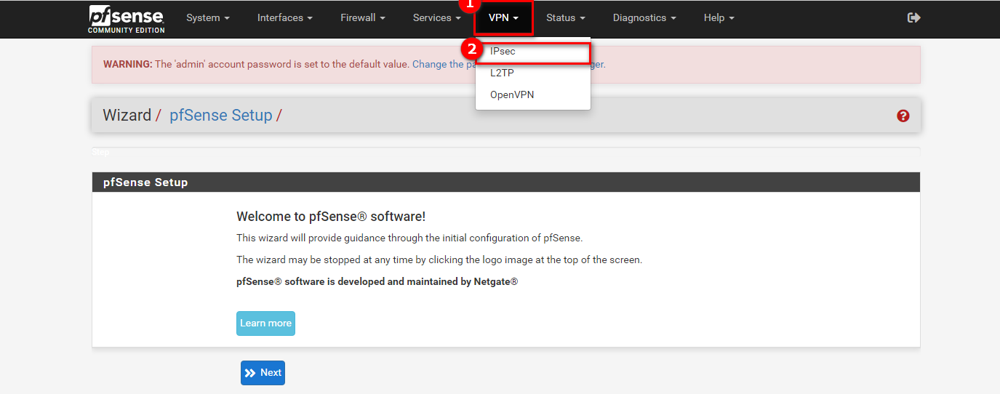 pfsense
COMMUNITY EDITION
System
Interfaces
Firewall
Services
1
VPN
Status
Diagnostics
Help
2
IPsec
L2TP
OpenVPN
WARNING: The 'admin' account password is set to the default value. Change the pa ger.
Wizard / pfSense Setup /
Step
pfSense Setup
Welcome to pfSense® software!
This wizard will provide guidance through the initial configuration of pfSense.
The wizard may be stopped at any time by clicking the logo image at the top of the screen.
pfSense® software is developed and maintained by Netgate®
Learn more
Next